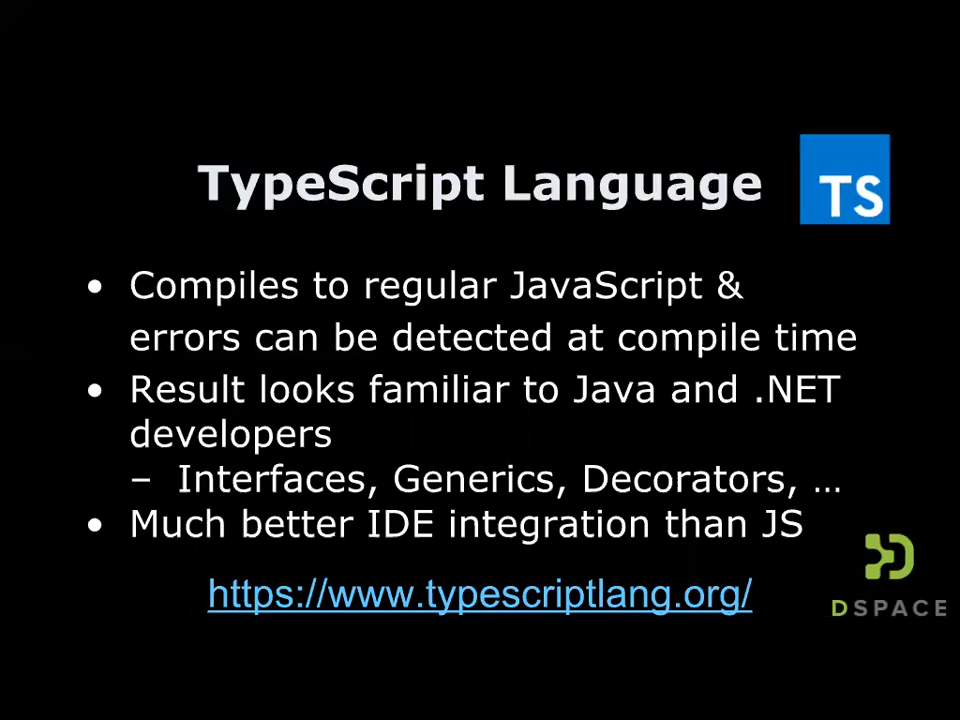 TypeScript Language
TS
• Compiles to regular JavaScript &
errors can be detected at compile time
• Result looks familiar to Java and .NET
developers
– Interfaces, Generics, Decorators, …
• Much better IDE integration than JS
https://www.typescriptlang.org/
DSPACE